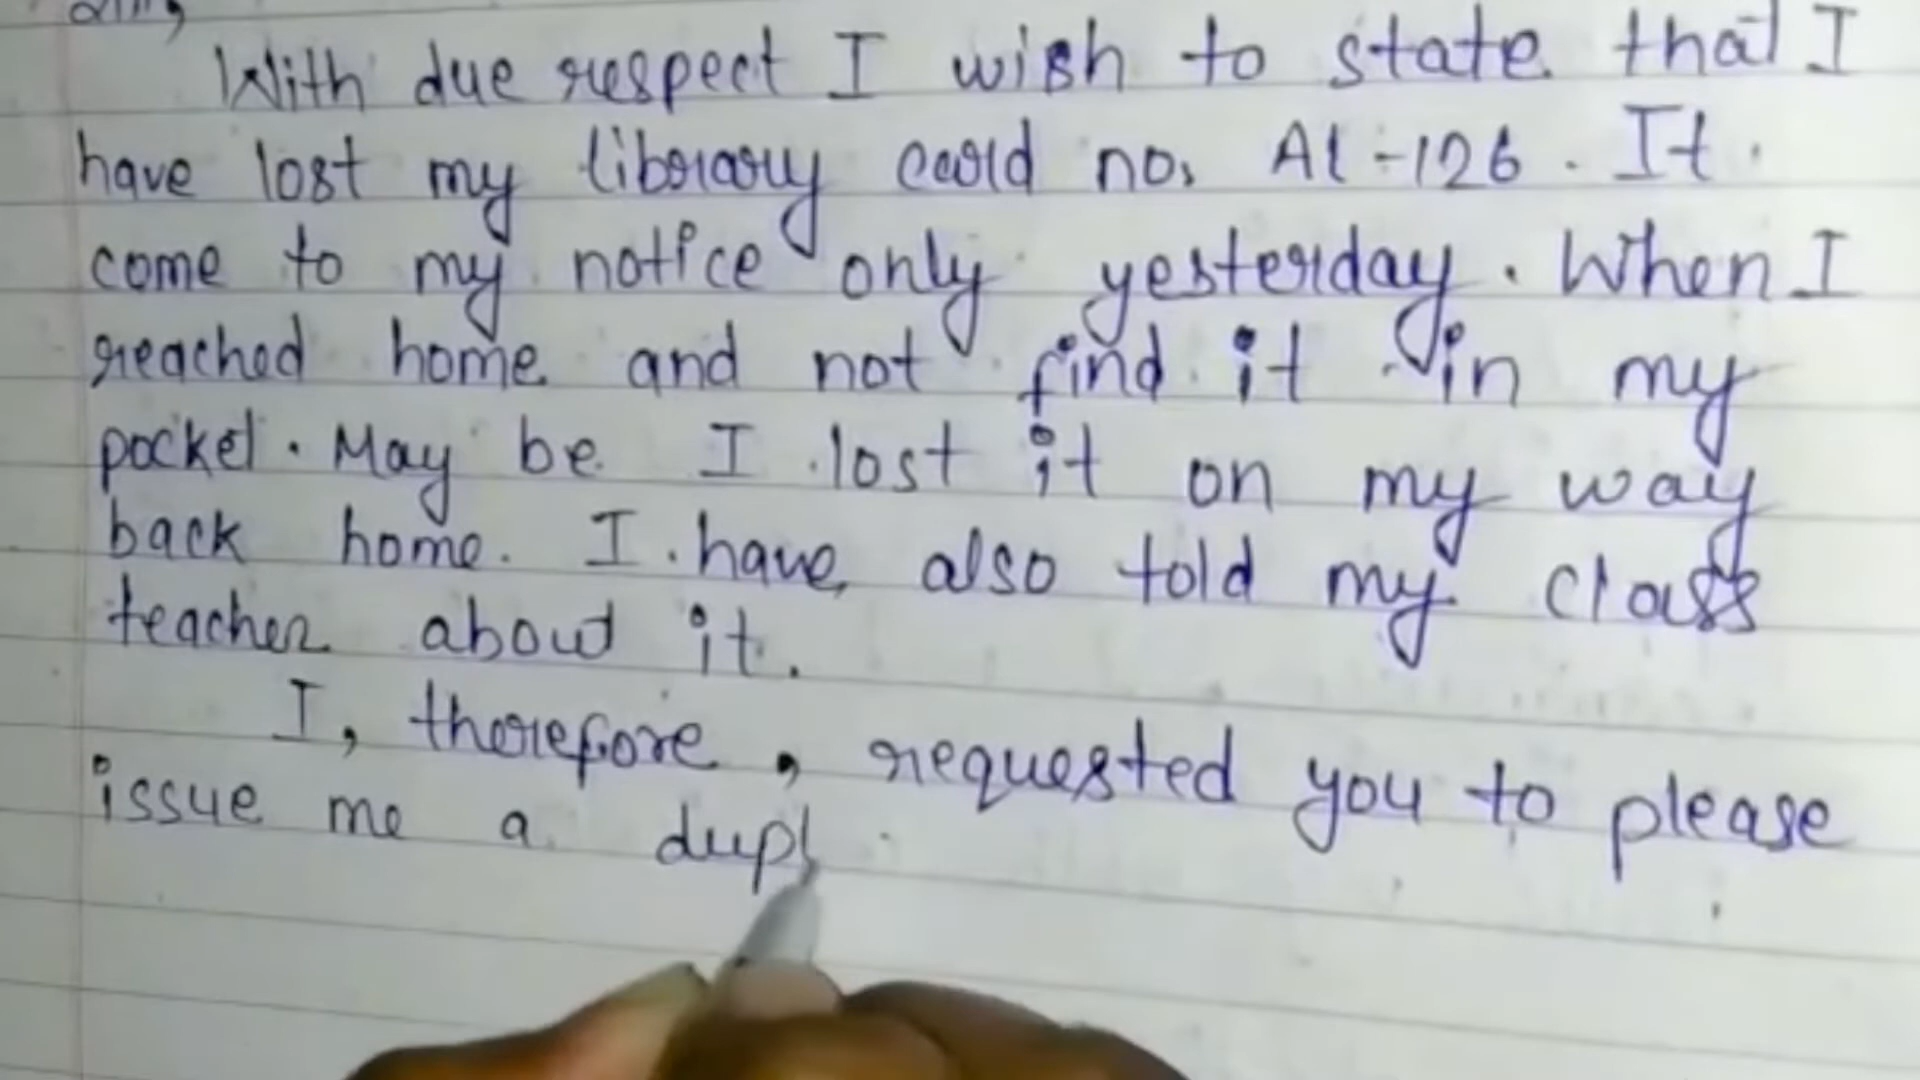 With due respect I wish to state that I
have lost my library card no. A1-126. It
come to my notice only yesterday. When I
reached home and not find it in my
pocket. May be I lost it on my way
back home. I have also told my class
teacher about it.
I, therefore, requested you to please
issue me a dupl